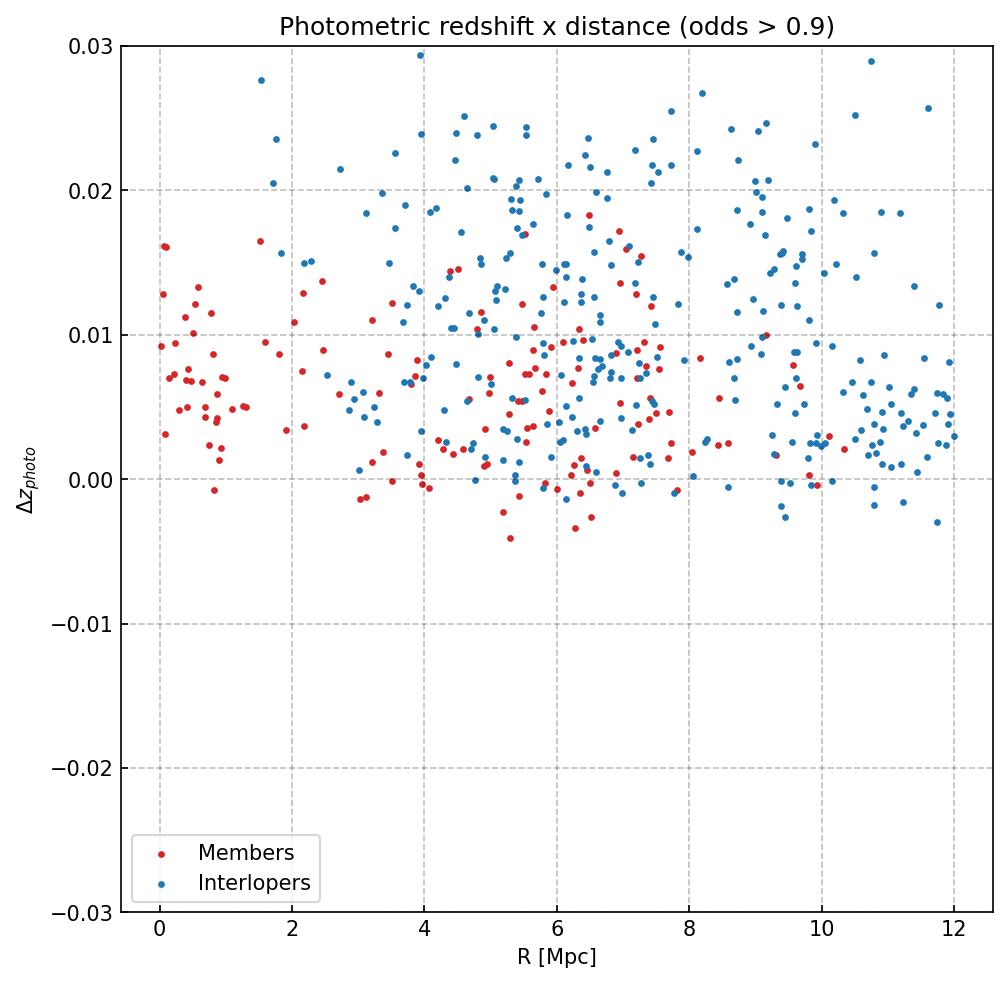 Photometric redshift x distance (odds > 0.9)
0.03
0.02
0.01
0.00
−0.01
−0.02
−0.03
Δz_photo
Members
Interlopers
0
2
4
6
8
10
12
R [Mpc]